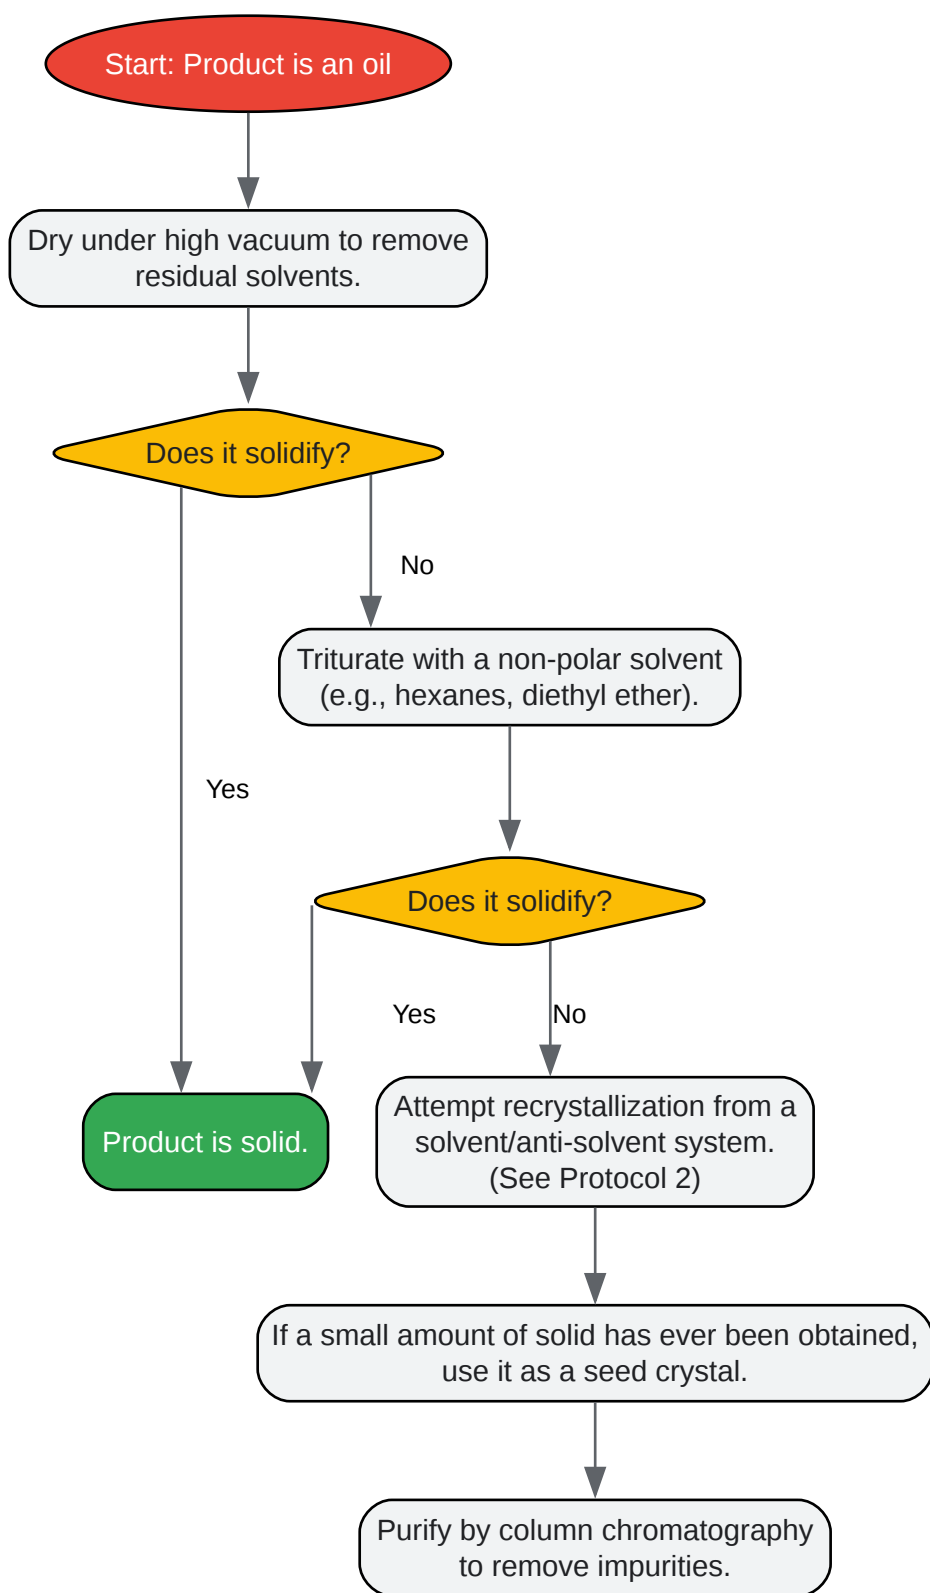 Start: Product is an oil
Dry under high vacuum to remove
residual solvents.
Does it solidify?
No
Triturate with a non-polar solvent
(e.g., hexanes, diethyl ether).
Yes
Does it solidify?
Yes
No
Product is solid.
Attempt recrystallization from a
solvent/anti-solvent system.
(See Protocol 2)
If a small amount of solid has ever been obtained,
use it as a seed crystal.
Purify by column chromatography
to remove impurities.